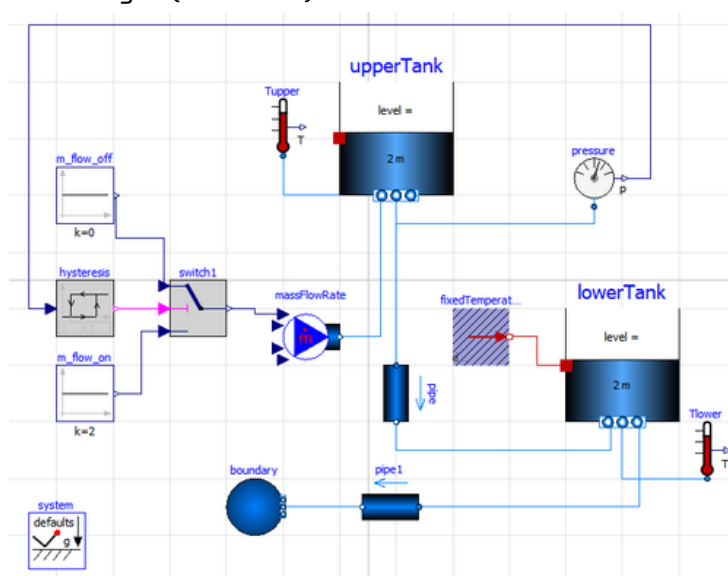 upperTank
Tupper
level =
T
2 m
pressure
p
m_flow_off
k=0
hysteresis
switch1
massFlowRate
m
fixedTemperat...
lowerTank
level =
2 m
m_flow_on
k=2
pipe
Tlower
T
boundary
pipe1
system
defaults
g